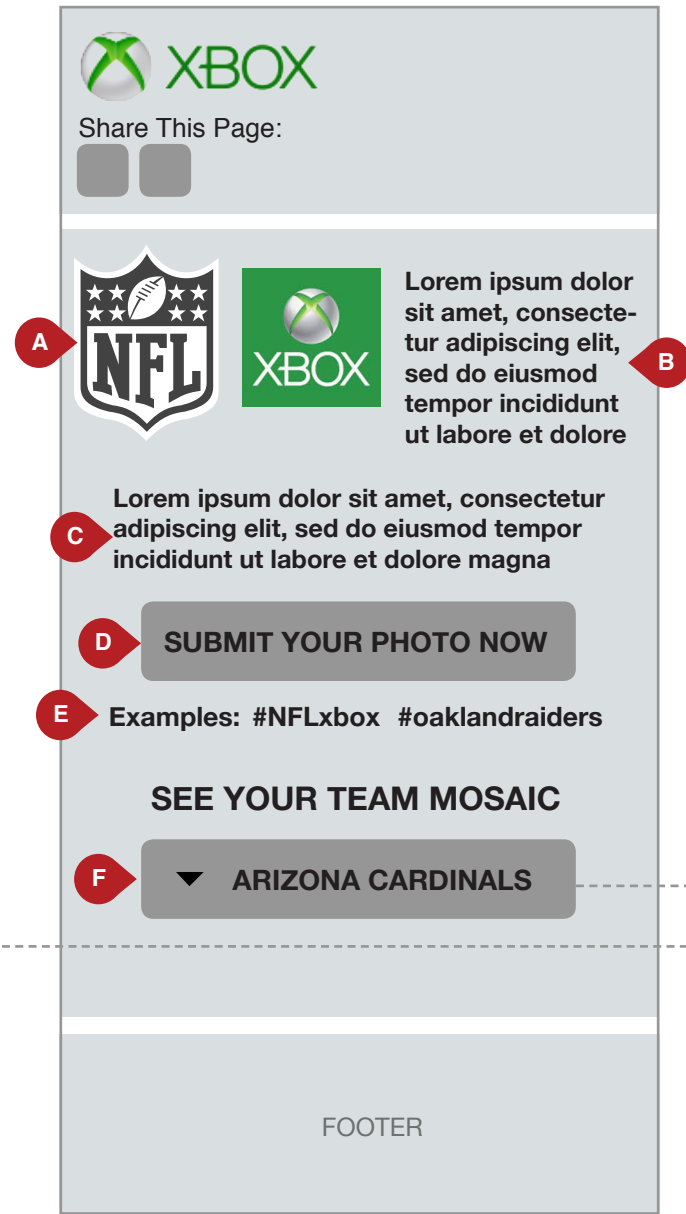 XBOX
Share This Page:
A
NFL
XBOX
Lorem ipsum dolor
sit amet, consecte-
tur adipiscing elit,
sed do eiusmod
tempor incididunt
ut labore et dolore
B
C
Lorem ipsum dolor sit amet, consectetur
adipiscing elit, sed do eiusmod tempor
incididunt ut labore et dolore magna
D
SUBMIT YOUR PHOTO NOW
E
Examples: #NFLxbox #oaklandraiders
SEE YOUR TEAM MOSAIC
F
ARIZONA CARDINALS
FOOTER